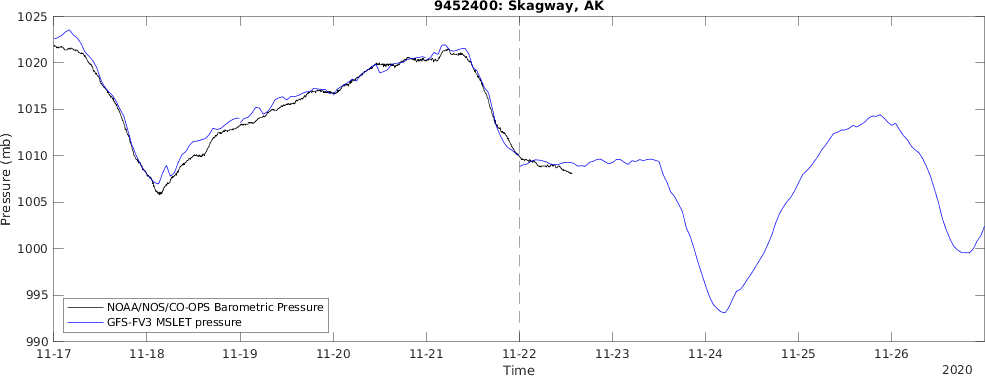 9452400: Skagway, AK
1025
1020
1015
1010
1005
1000
995
990
Pressure (mb)
NOAA/NOS/CO-OPS Barometric Pressure
GFS-FV3 MSLET pressure
11-17 11-18 11-19 11-20 11-21 11-22 11-23 11-24 11-25 11-26
Time
2020